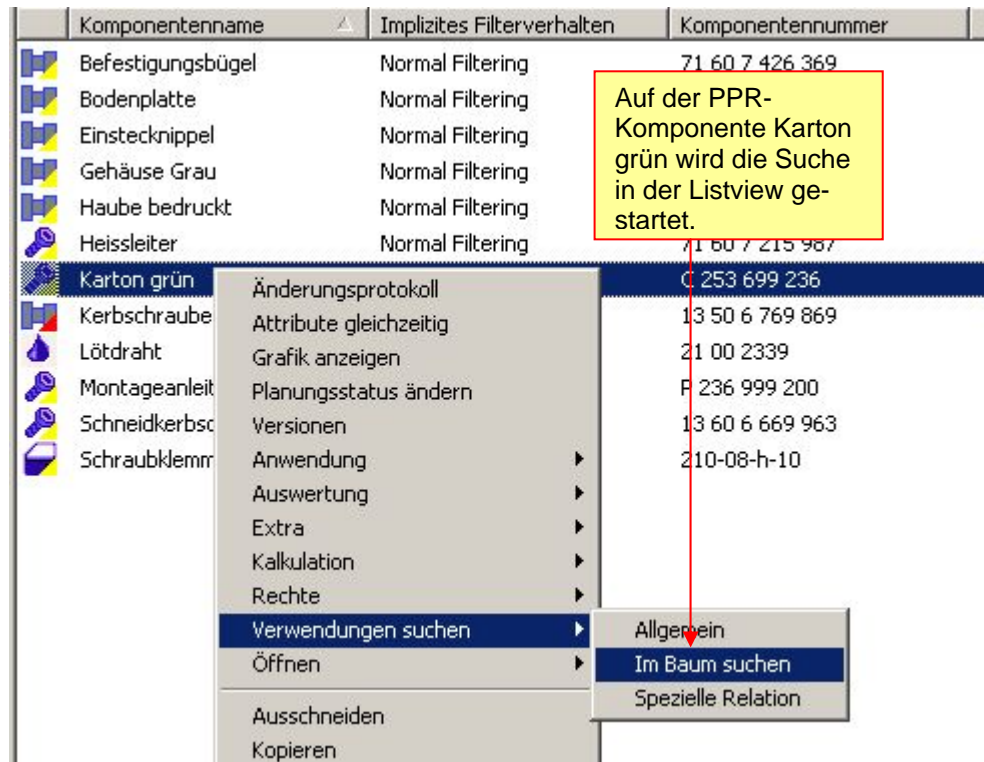 Komponentenname Implizites Filterverhalten Komponentennummer
Befestigungsbügel Normal Filtering 71 60 7 426 369
Bodenplatte Normal Filtering
Einstecknippel Normal Filtering
Gehäuse Grau Normal Filtering
Haube bedruckt Normal Filtering
Heissleiter Normal Filtering 71 60 7 215 987
Auf der PPR-
Komponente Karton
grün wird die Suche
in der Listview ge-
startet.
Karton grün C 253 699 236
Kerbschraube 13 50 6 769 869
Lötdraht 21 00 2339
Montageanleit P 236 999 200
Schneidkerbsc 13 60 6 669 963
Schraubklemm 210-08-h-10
Änderungsprotokoll
Attribute gleichzeitig
Grafik anzeigen
Planungsstatus ändern
Versionen
Anwendung
Auswertung
Extra
Kalkulation
Rechte
Verwendungen suchen
Öffnen
Ausschneiden
Kopieren
Allgemein
Im Baum suchen
Spezielle Relation